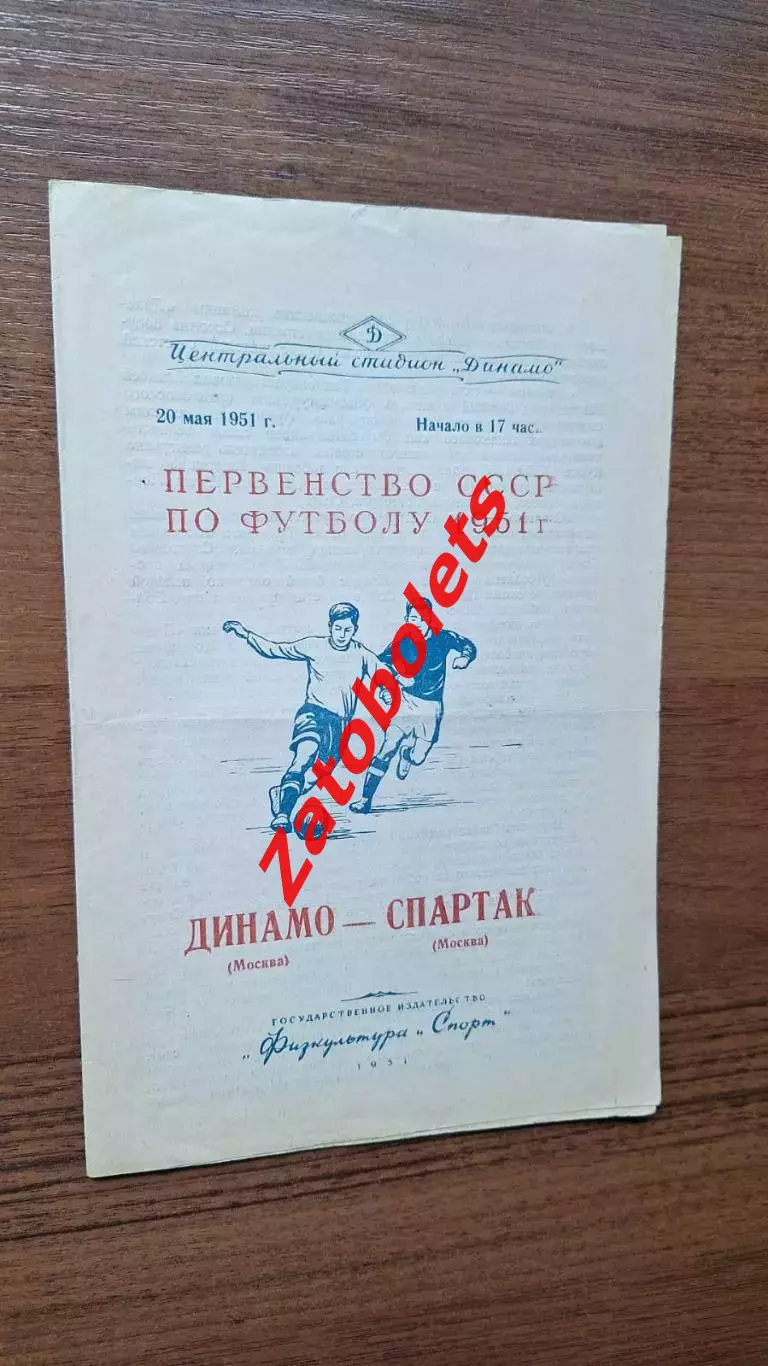 Д
Центральный стадион „Динамо"
20 мая 1951 г.
Начало в 17 час.
ПЕРВЕНСТВО СССР
ПО ФУТБОЛУ 1951 г
Zatobolets
ДИНАМО — СПАРТАК
(Москва)
(Москва)
ГОСУДАРСТВЕННОЕ ИЗДАТЕЛЬСТВО
„Физкультура и Спорт"
1951